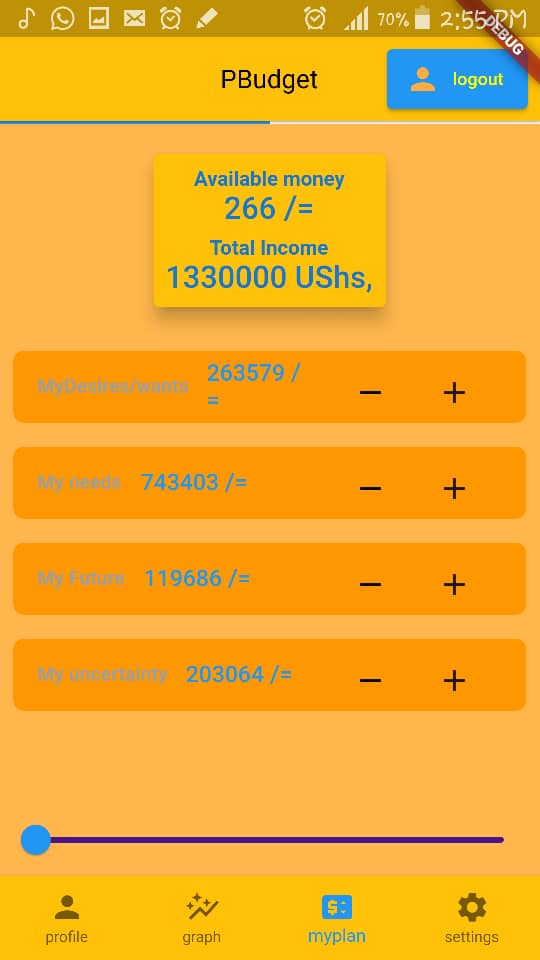 70% 2:55 PM
DEBUG
PBudget
logout
Available money
266 /=
Total Income
1330000 UShs,
MyDesires/wants 263579 /
=
My needs 743403 /=
My Future 119686 /=
My uncertainty 203064 /=
profile graph myplan settings